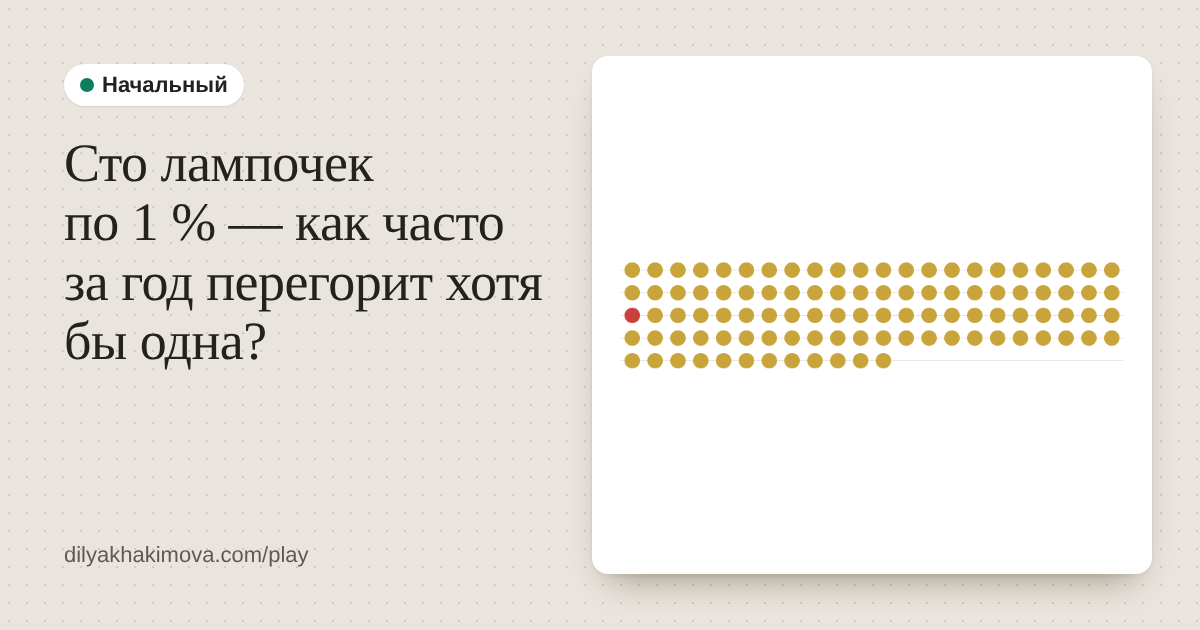 Начальный
Сто лампочек
по 1 % — как часто
за год перегорит хотя
бы одна?
dilyakhakimova.com/play